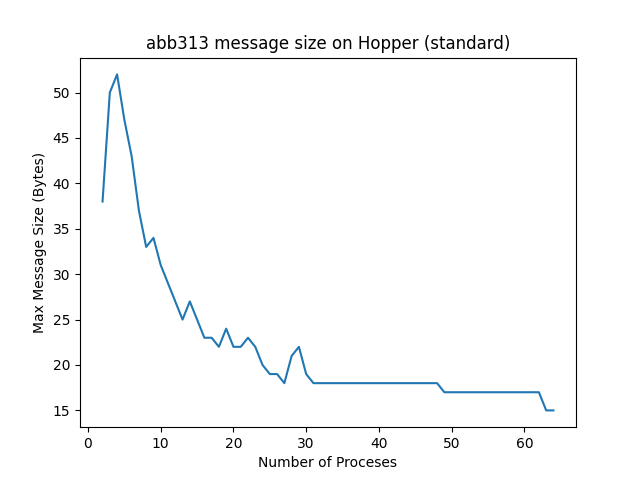 abb313 message size on Hopper (standard)
Max Message Size (Bytes)
50
45
40
35
30
25
20
15
0 10 20 30 40 50 60
Number of Proceses